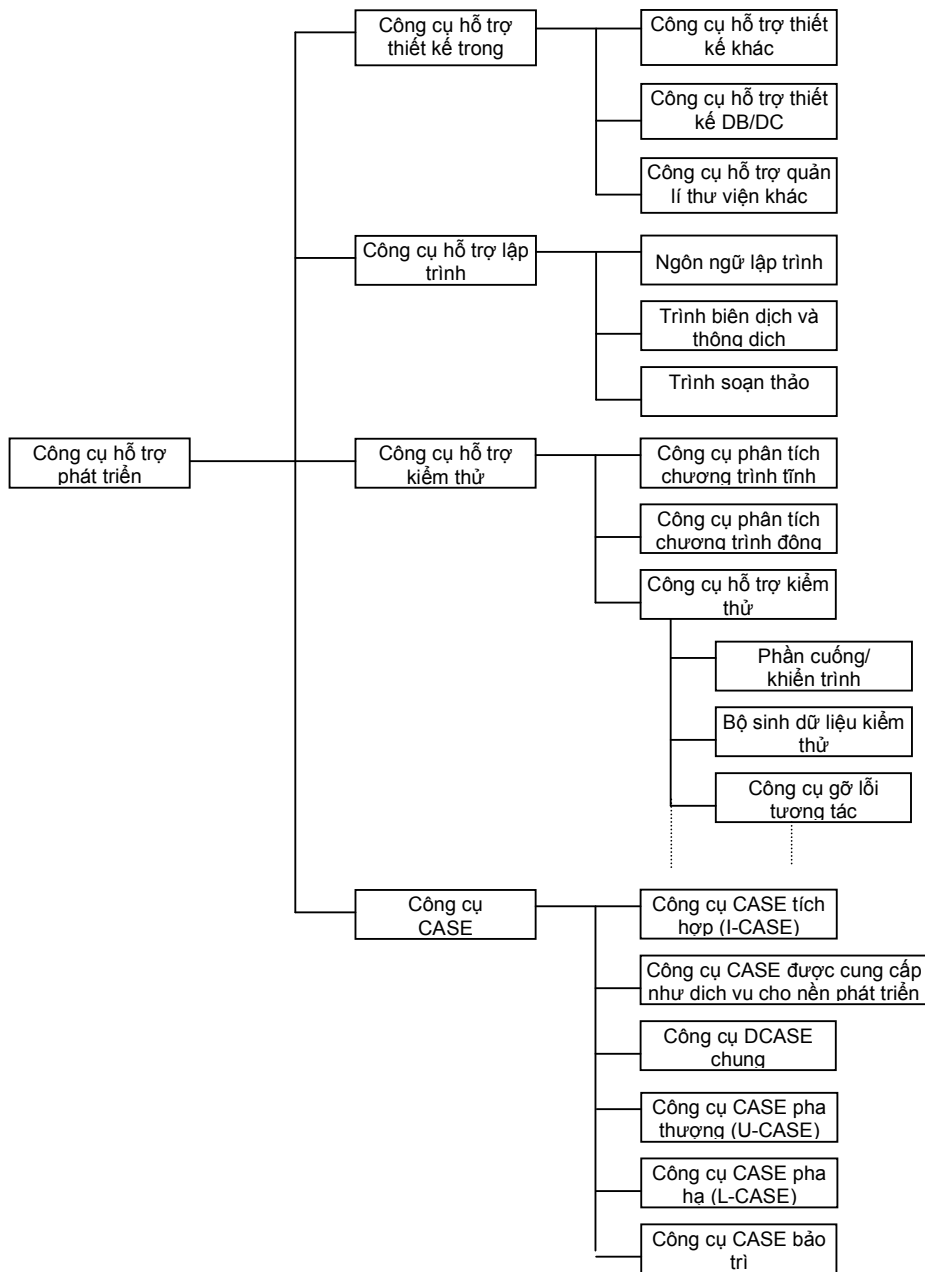 Công cụ hỗ trợ
thiết kế trong
Công cụ hỗ trợ thiết
kế khác
Công cụ hỗ trợ thiết
kế DB/DC
Công cụ hỗ trợ quản
lí thư viện khác
Công cụ hỗ trợ lập
trình
Ngôn ngữ lập trình
Trình biên dịch và
thông dịch
Trình soạn thảo
Công cụ hỗ trợ
phát triển
Công cụ hỗ trợ
kiểm thử
Công cụ phân tích
chương trình tĩnh
Công cụ phân tích
chương trình động
Công cụ hỗ trợ kiểm
thử
Phần cuống/
khiển trình
Bộ sinh dữ liệu kiểm
thử
Công cụ gỡ lỗi
tương tác
Công cụ
CASE
Công cụ CASE tích
hợp (I-CASE)
Công cụ CASE được cung cấp
như dịch vụ cho nền phát triển
Công cụ DCASE
chung
Công cụ CASE pha
thượng (U-CASE)
Công cụ CASE pha
hạ (L-CASE)
Công cụ CASE bảo
trì